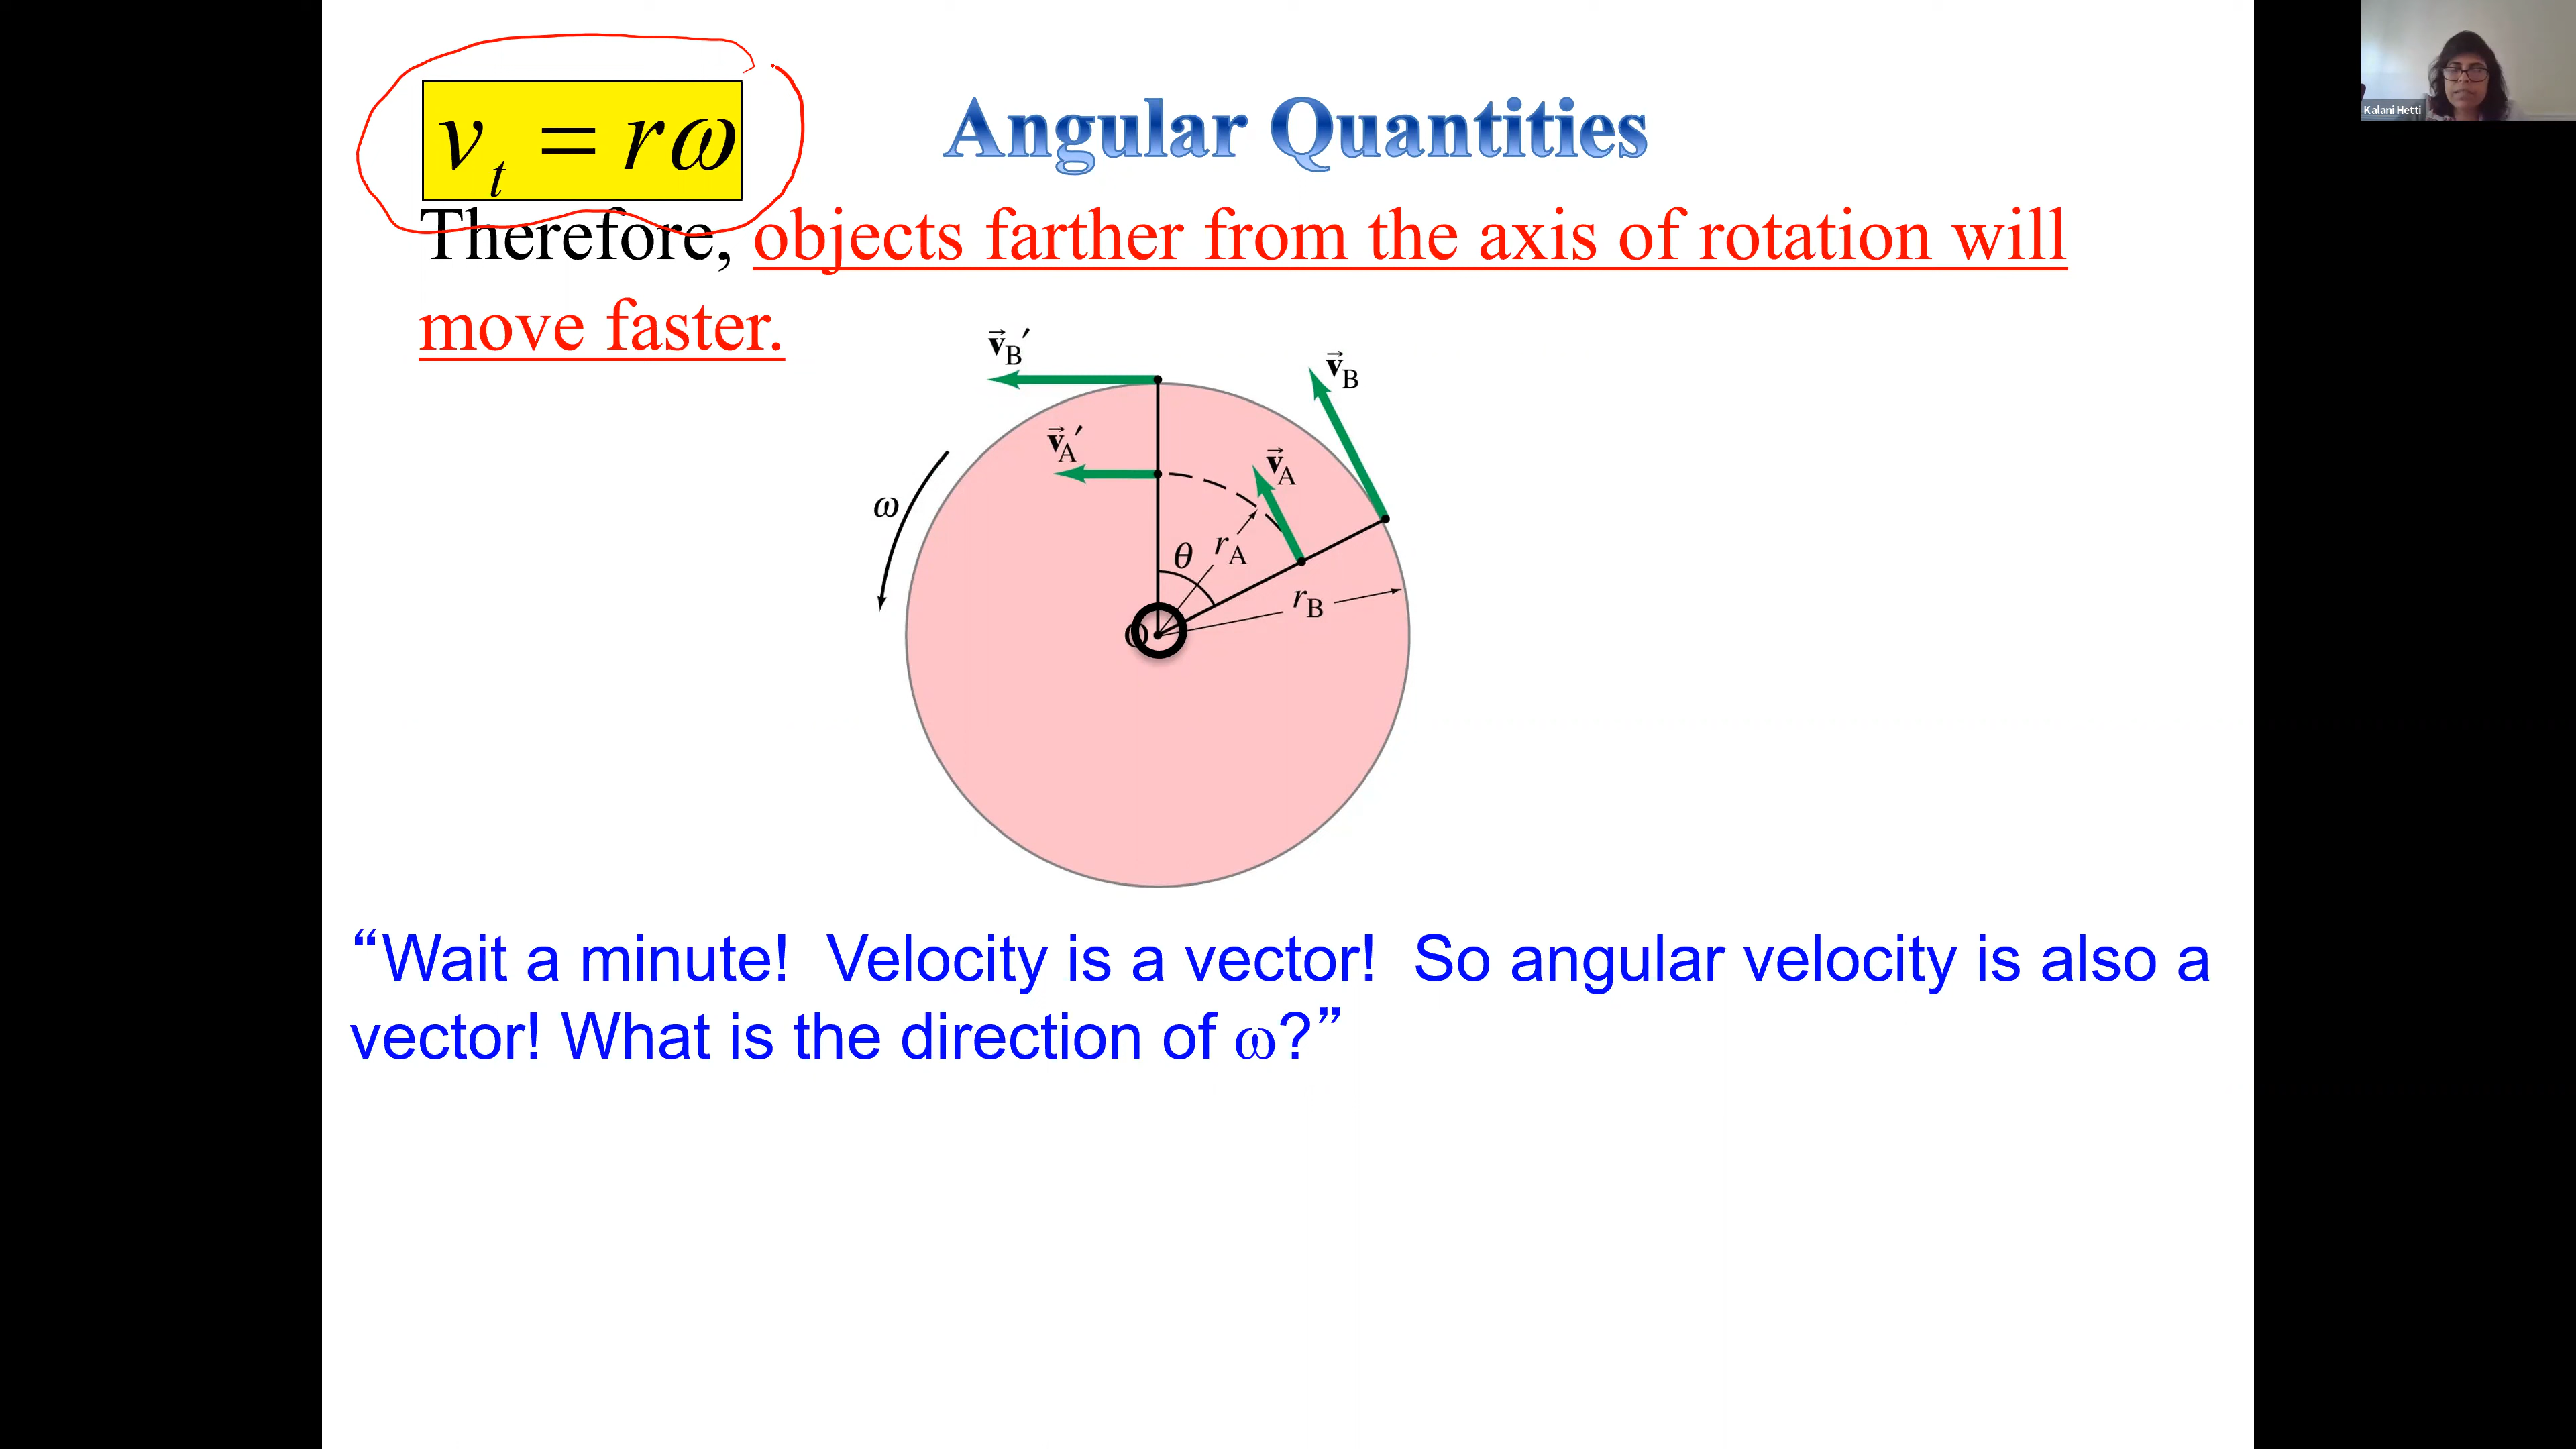 v_t = rω
Angular Quantities
Kalani Hetti
Therefore, objects farther from the axis of rotation will
move faster.
v⃗_B′
v⃗_B
v⃗_A′
v⃗_A
ω
θ
r_A
r_B
“Wait a minute! Velocity is a vector! So angular velocity is also a
vector! What is the direction of ω?”